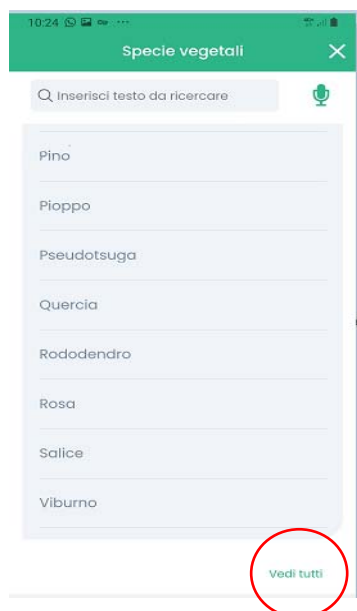 10:24 ...
Specie vegetali
Inserisci testo da ricercare
Pino
Pioppo
Pseudotsuga
Quercia
Rododendro
Rosa
Salice
Viburno
Vedi tutti